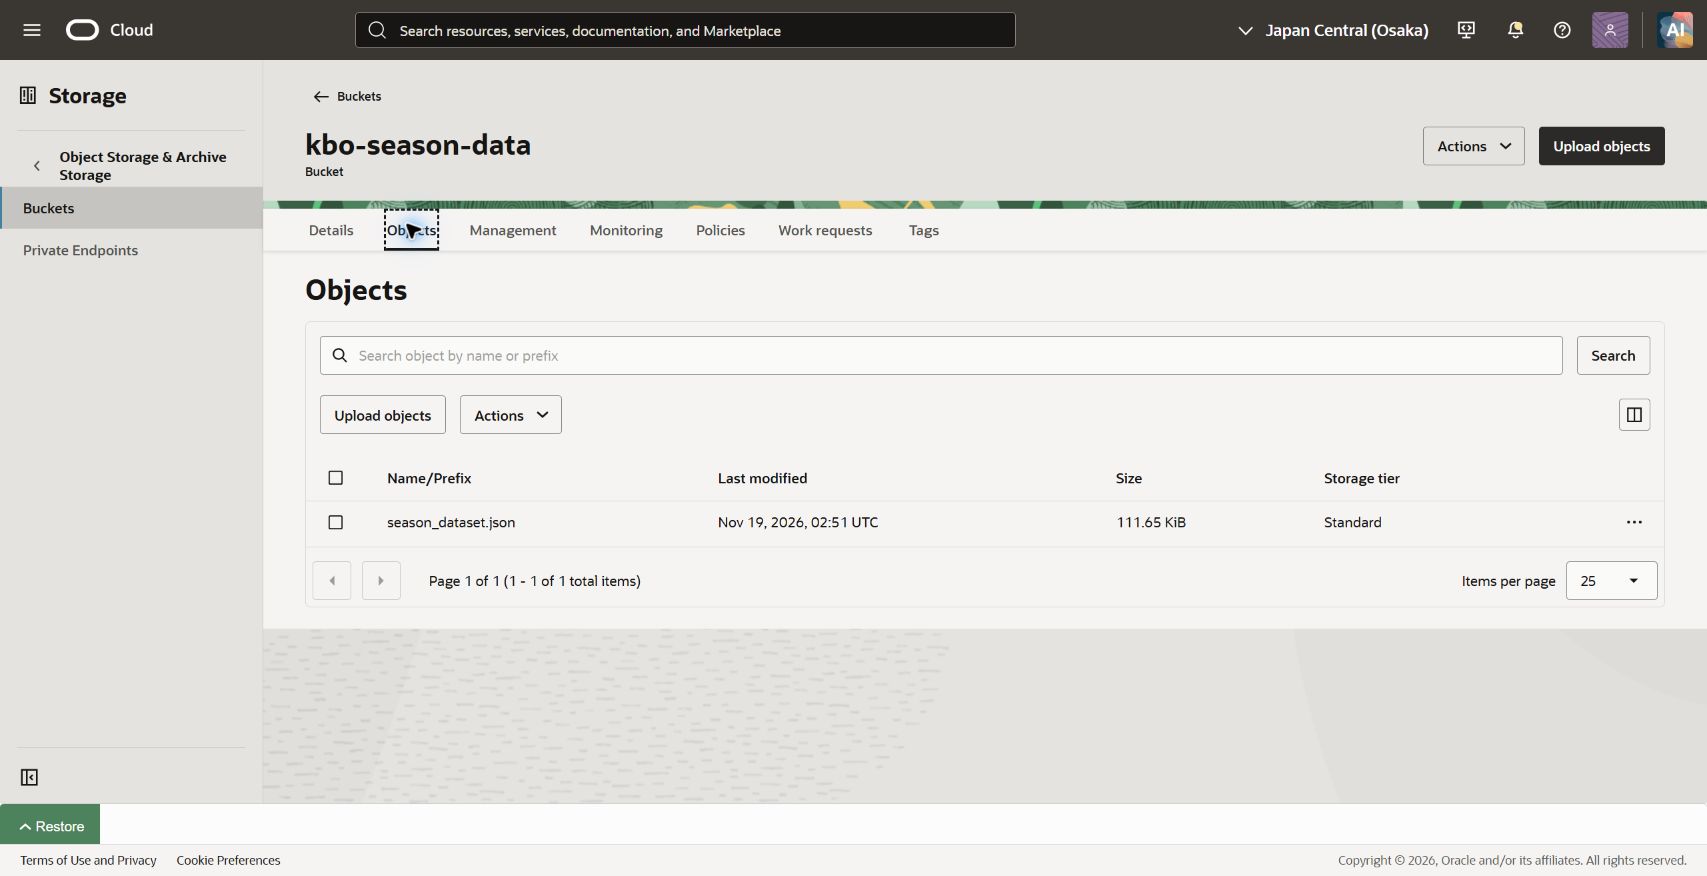 Cloud
Search resources, services, documentation, and Marketplace
Japan Central (Osaka)
AI
Storage
Object Storage & Archive
Storage
Buckets
Private Endpoints
Buckets
kbo-season-data
Bucket
Actions
Upload objects
Details
Objects
Management
Monitoring
Policies
Work requests
Tags
Objects
Search object by name or prefix
Search
Upload objects
Actions
Name/Prefix
Last modified
Size
Storage tier
season_dataset.json
Nov 19, 2026, 02:51 UTC
111.65 KiB
Standard
Page 1 of 1 (1 - 1 of 1 total items)
Items per page
25
Restore
Terms of Use and Privacy
Cookie Preferences
Copyright © 2026, Oracle and/or its affiliates. All rights reserved.